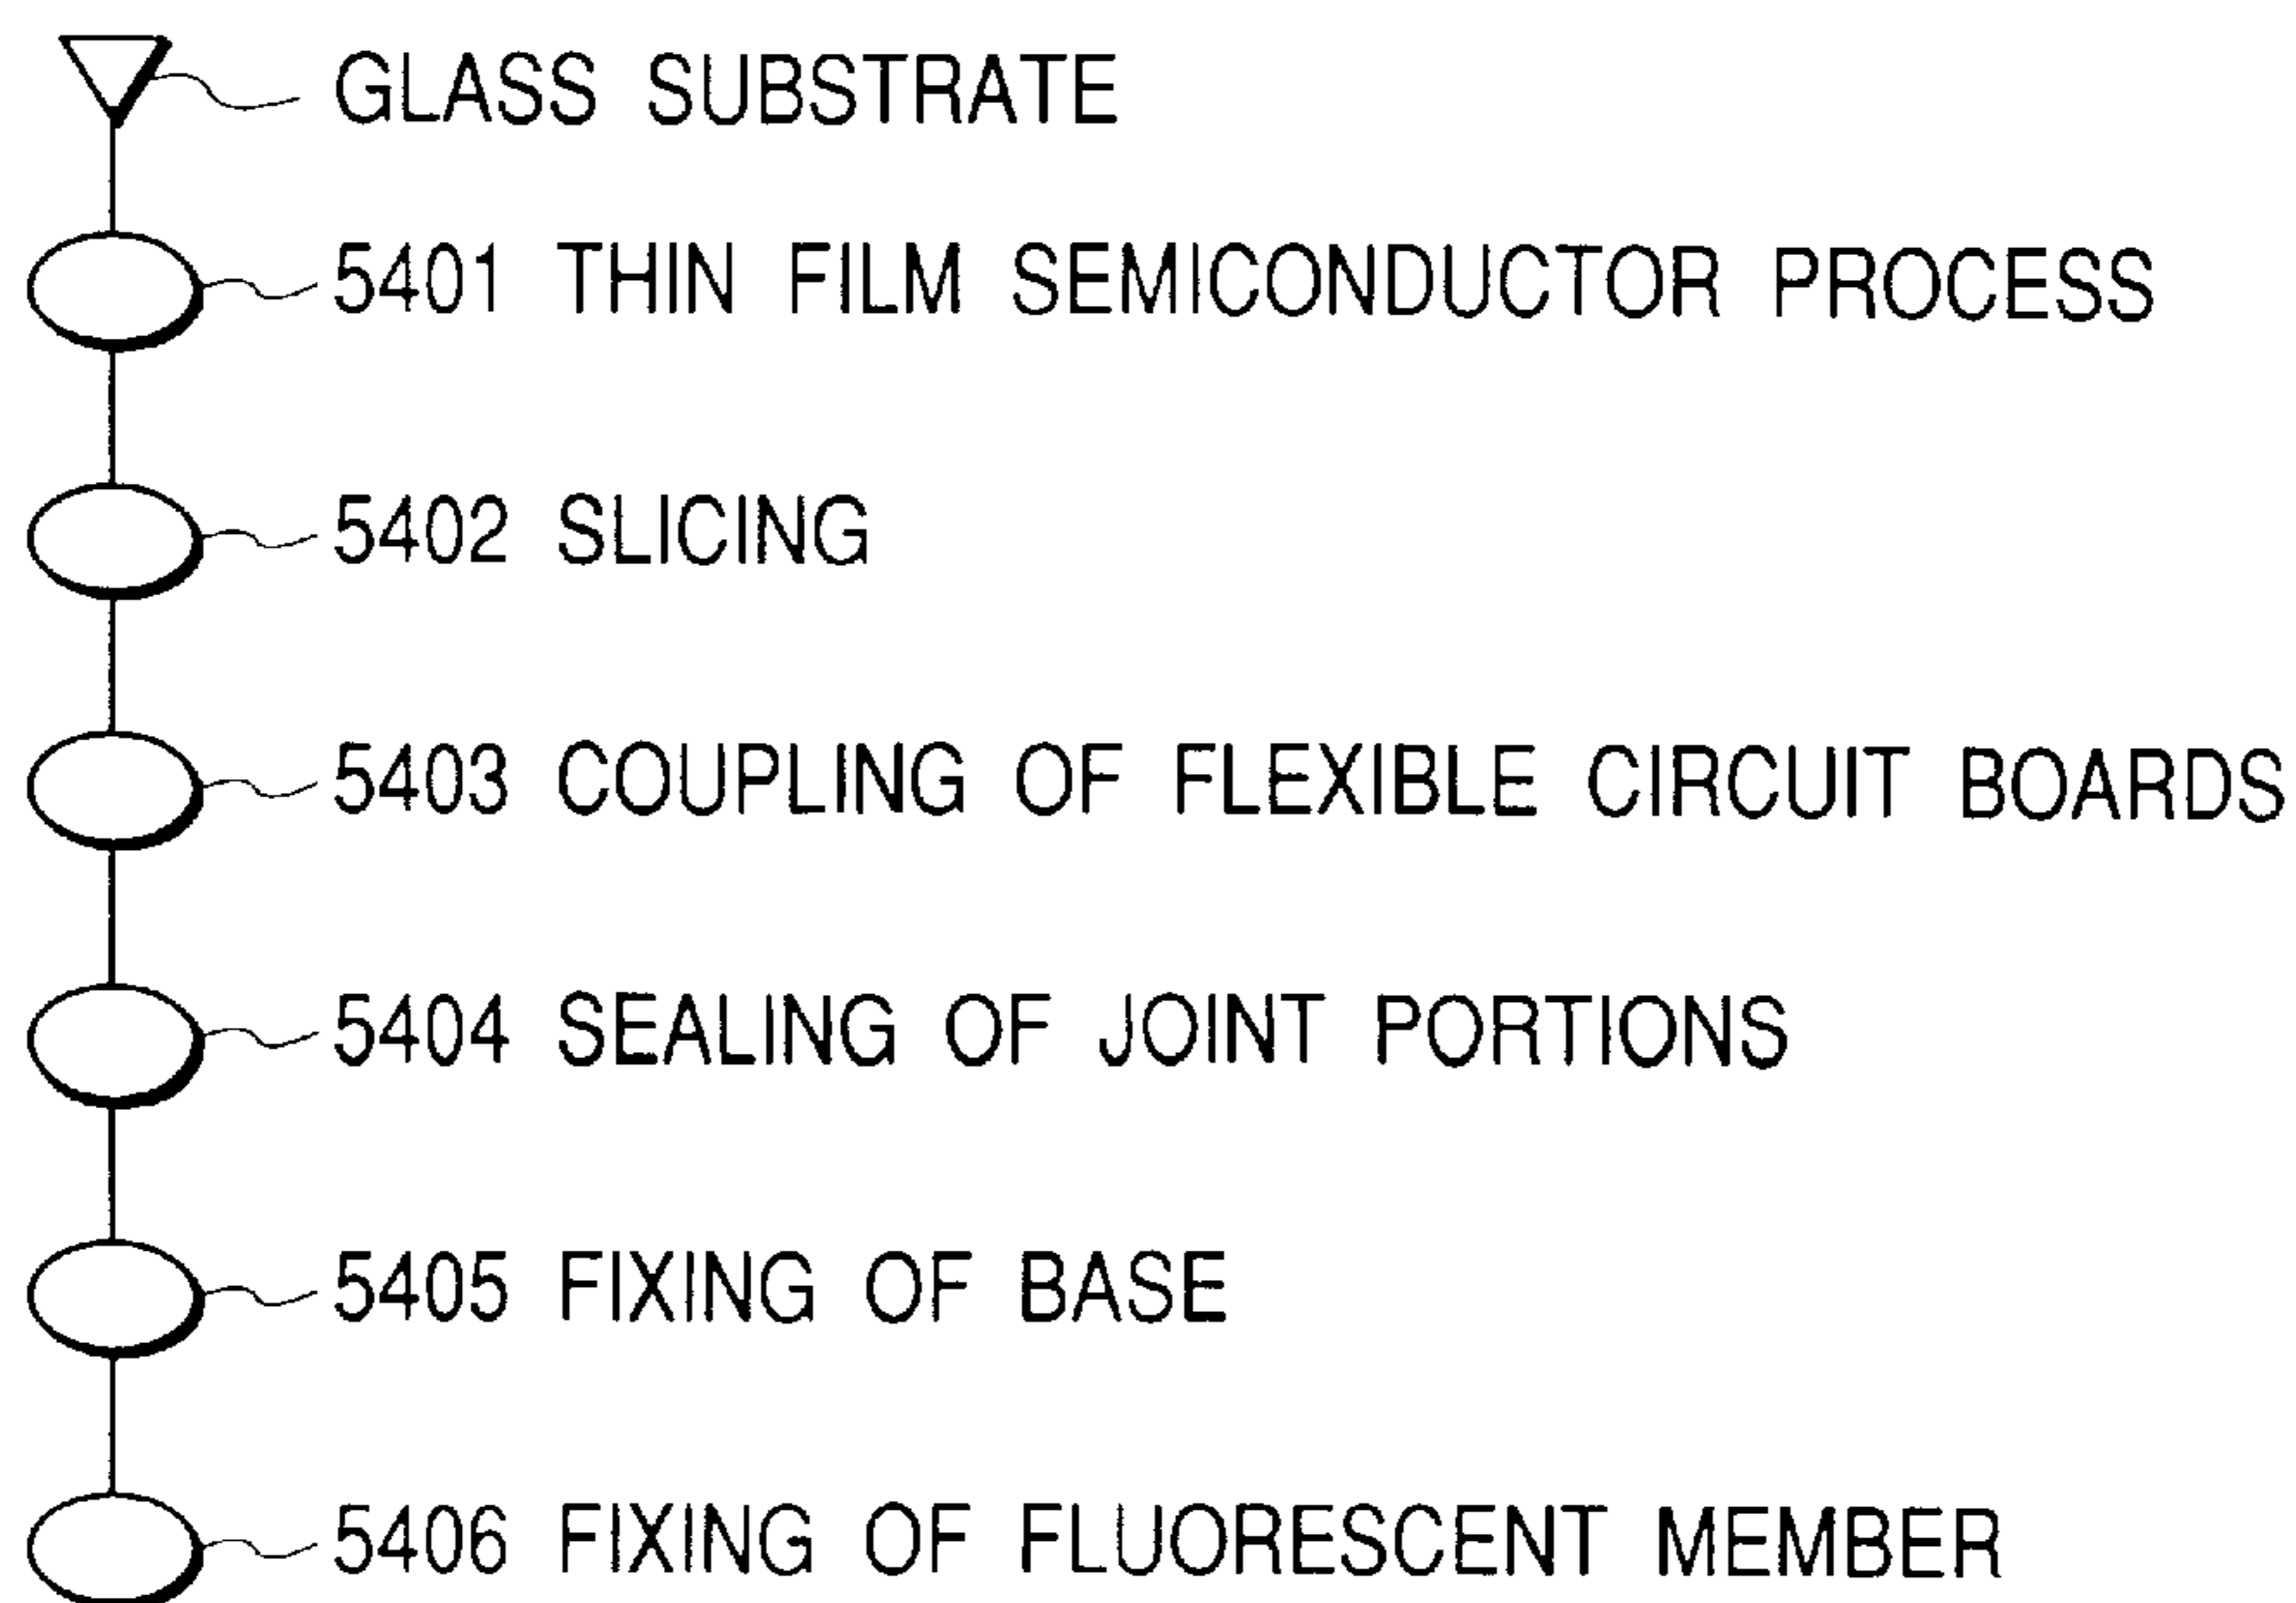 GLASS SUBSTRATE
5401 THIN FILM SEMICONDUCTOR PROCESS
5402 SLICING
5403 COUPLING OF FLEXIBLE CIRCUIT BOARDS
5404 SEALING OF JOINT PORTIONS
5405 FIXING OF BASE
5406 FIXING OF FLUORESCENT MEMBER